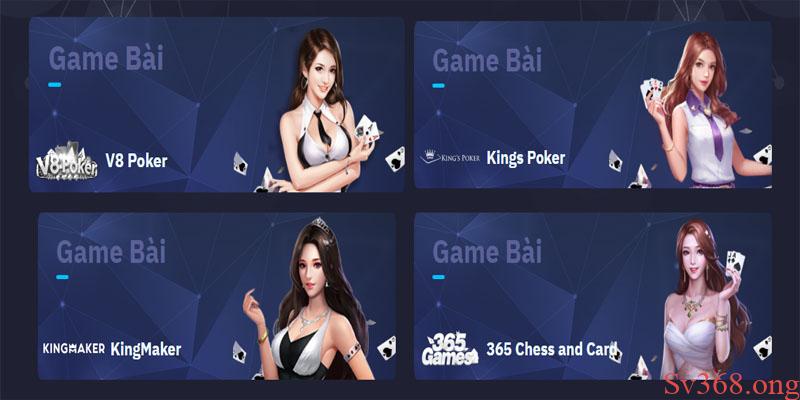 Game Bài
V8 Poker
V8 Poker
Game Bài
KING'S POKER
Kings Poker
Game Bài
KINGMAKER
KingMaker
Game Bài
365
Games
365 Chess and Card
Sv368.ong